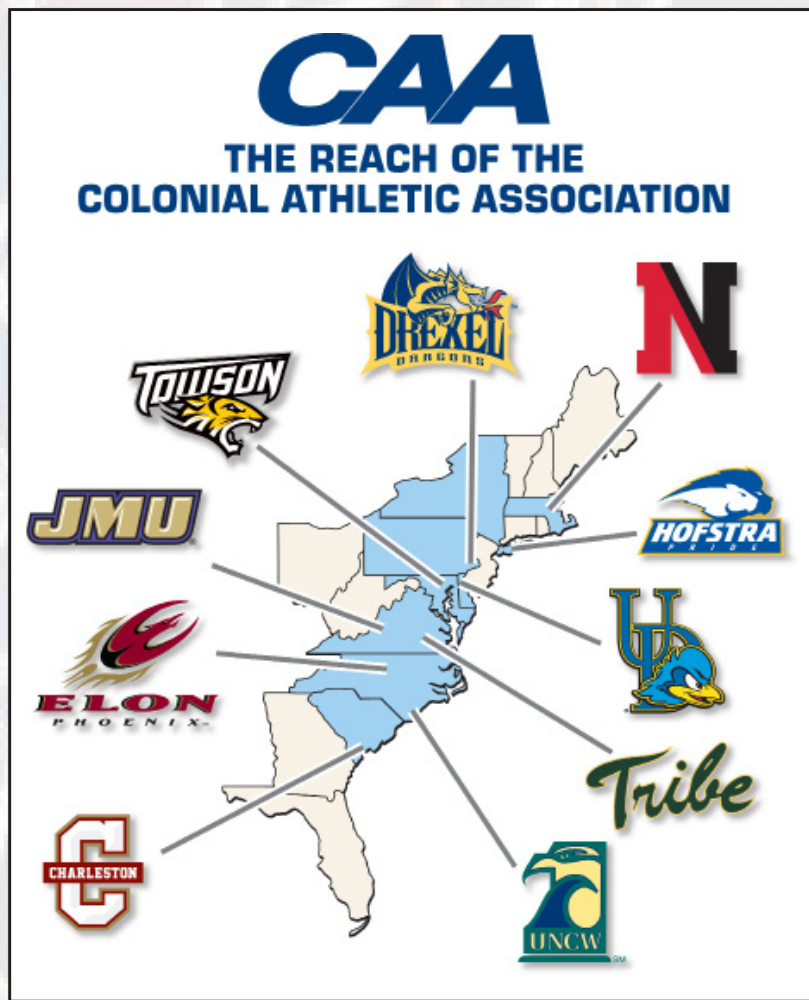 CAA
THE REACH OF THE
COLONIAL ATHLETIC ASSOCIATION
DREXEL
DRAGONS
N
TOWSON
JMU
HOFSTRA
PRIDE
UD
ELON
PHOENIX
Tribe
C
CHARLESTON
UNCW
SM